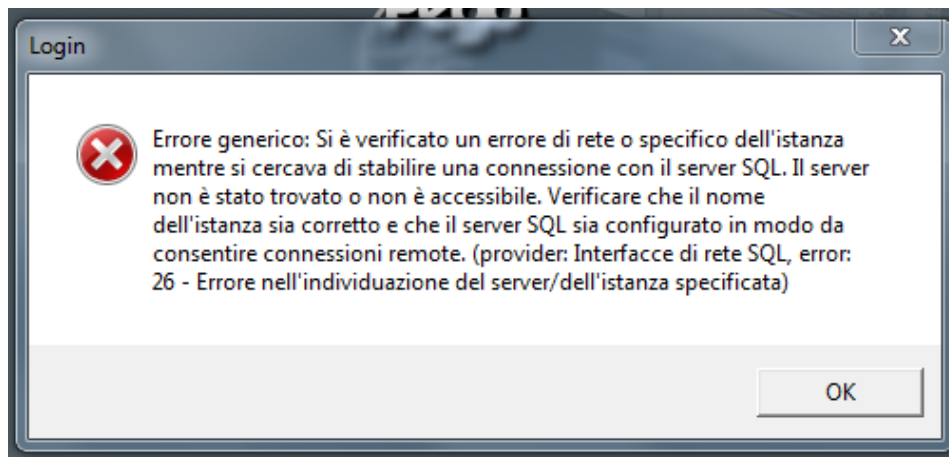 Login
Errore generico: Si è verificato un errore di rete o specifico dell'istanza
mentre si cercava di stabilire una connessione con il server SQL. Il server
non è stato trovato o non è accessibile. Verificare che il nome
dell'istanza sia corretto e che il server SQL sia configurato in modo da
consentire connessioni remote. (provider: Interfacce di rete SQL, error:
26 - Errore nell'individuazione del server/dell'istanza specificata)
OK